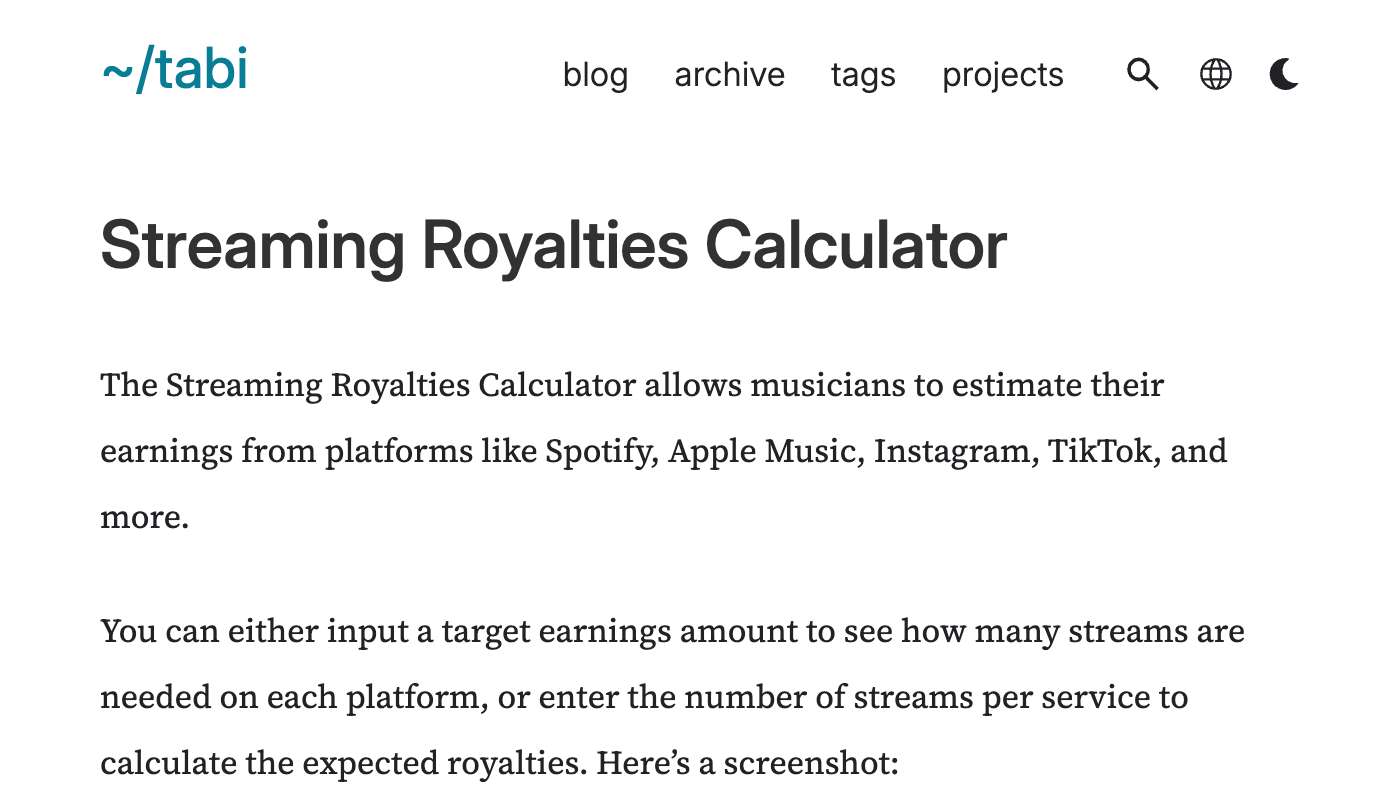 ~/tabi
blog archive tags projects
Streaming Royalties Calculator
The Streaming Royalties Calculator allows musicians to estimate their
earnings from platforms like Spotify, Apple Music, Instagram, TikTok, and
more.
You can either input a target earnings amount to see how many streams are
needed on each platform, or enter the number of streams per service to
calculate the expected royalties. Here’s a screenshot: